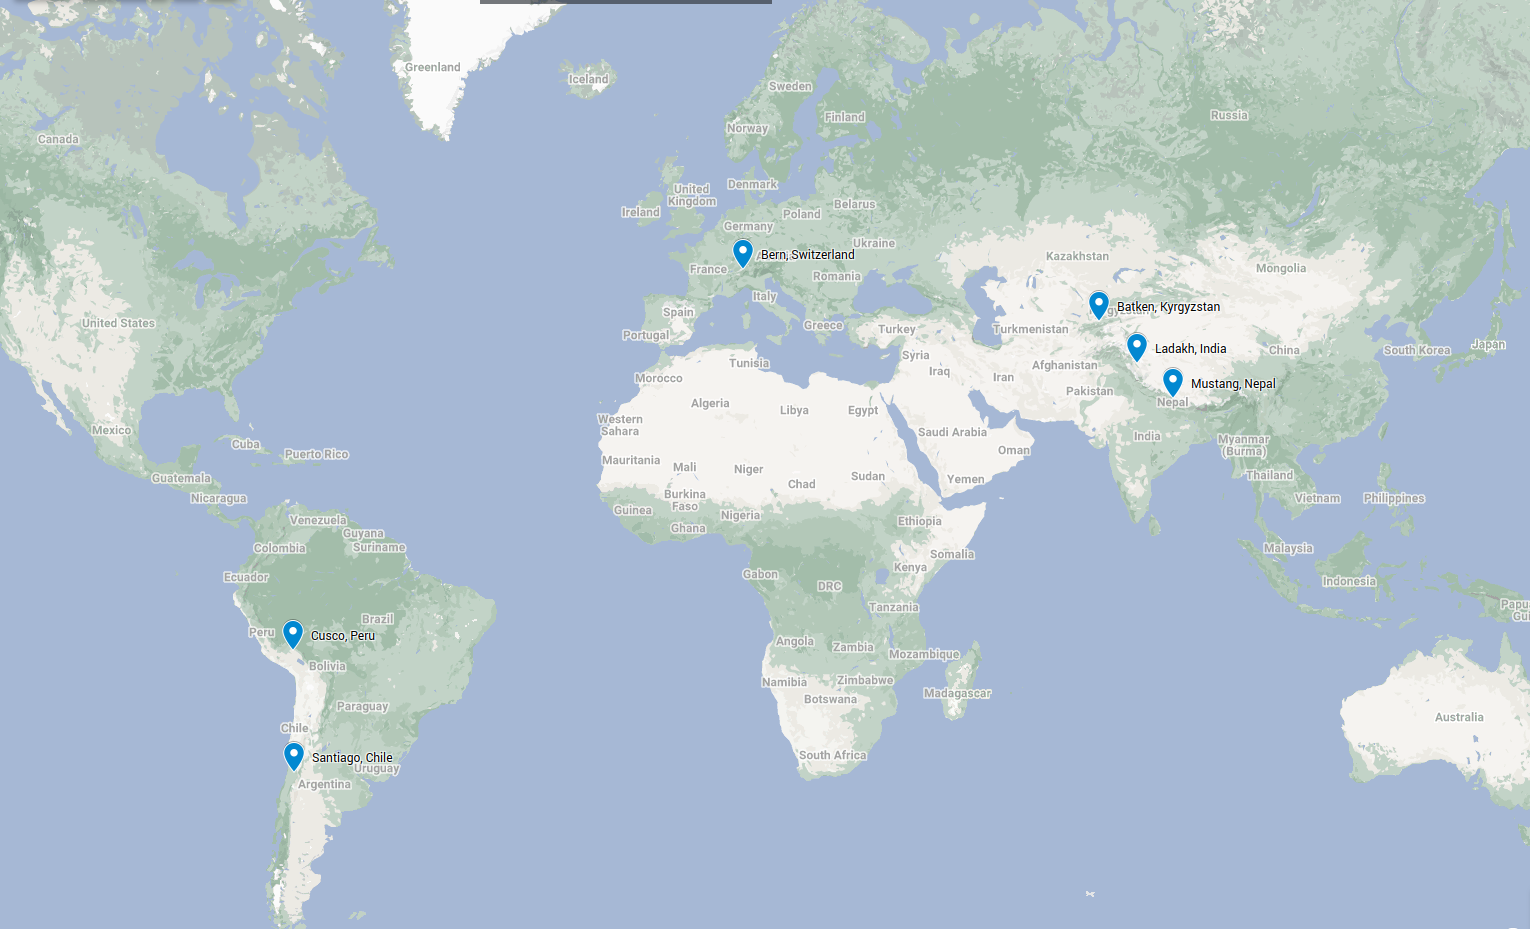 Greenland
Iceland
Sweden
Russia
Finland
Norway
Canada
Denmark
United
Kingdom
Ireland
Poland
Belarus
Germany
Ukraine
Bern, Switzerland
France
Kazakhstan
Mongolia
Romania
Italy
Batken, Kyrgyzstan
Spain
United States
Greece
Turkey
Turkmenistan
Portugal
Japan
South Korea
China
Ladakh, India
Syria
Tunisia
Iraq
Afghanistan
Iran
Morocco
Mustang, Nepal
Pakistan
Nepal
Algeria
Libya
Egypt
Western
Sahara
Mexico
Saudi Arabia
India
Myanmar
(Burma)
Cuba
Puerto Rico
Oman
Mauritania
Mali
Niger
Sudan
Chad
Yemen
Thailand
Guatemala
Nicaragua
Burkina
Faso
Vietnam
Philippines
Guinea
Nigeria
Venezuela
Ethiopia
Ghana
Guyana
Suriname
Colombia
Malaysia
Somalia
Kenya
Gabon
Ecuador
DRC
Indonesia
Tanzania
Papu
Gui
Brazil
Peru
Cusco, Peru
Angola
Zambia
Mozambique
Bolivia
Namibia
Zimbabwe
Madagascar
Botswana
Paraguay
Australia
Chile
South Africa
Santiago, Chile
Uruguay
Argentina